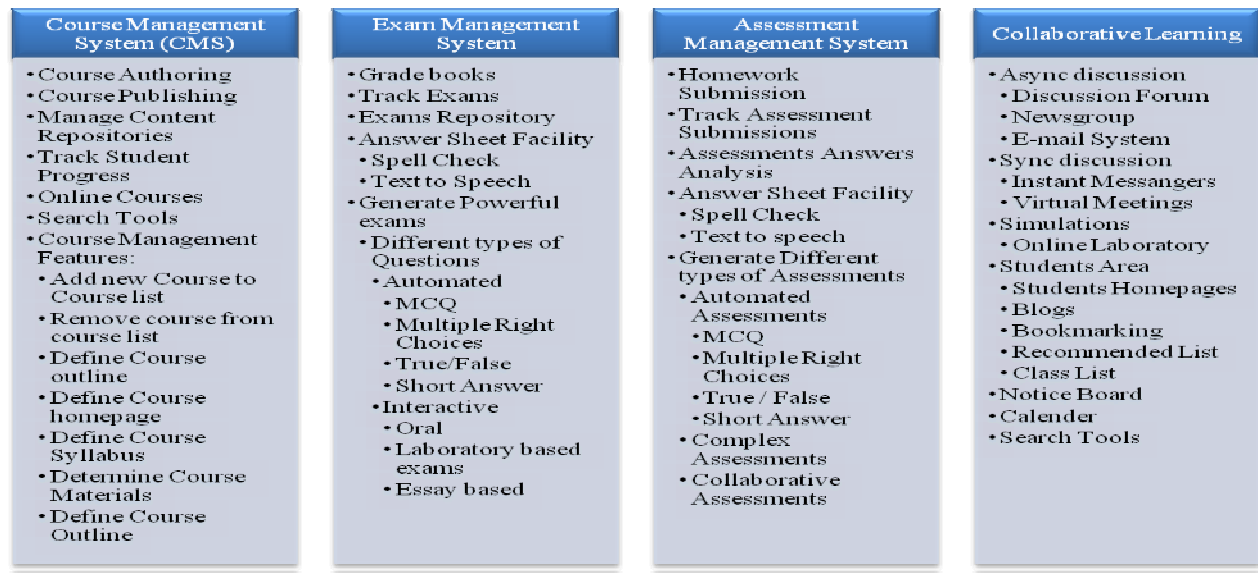 Course Management
System (CMS)
• Course Authoring
• Course Publishing
• Manage Content
Repositories
• Track Student
Progress
• Online Courses
• Search Tools
• Course Management
Features:
• Add new Course to
Course list
• Remove course from
course list
• Define Course
outline
• Define Course
homepage
• Define Course
Syllabus
• Determine Course
Materials
• Define Course
Outline
Exam Management
System
• Grade books
• Track Exams
• Exams Repository
• Answer Sheet Facility
• Spell Check
• Text to Speech
• Generate Powerful
exams
• Different types of
Questions
• Automated
• MCQ
• Multiple Right
Choices
• True/False
• Short Answer
• Interactive
• Oral
• Laboratory based
exams
• Essay based
Assessment
Management System
• Homework
Submission
• Track Assessment
Submissions
• Assessments Answers
Analysis
• Answer Sheet Facility
• Spell Check
• Text to speech
• Generate Different
types of Assessments
• Automated
Assessments
• MCQ
• Multiple Right
Choices
• True / False
• Short Answer
• Complex
Assessments
• Collaborative
Assessments
Collaborative Learning
• Async discussion
• Discussion Forum
• Newsgroup
• E-mail System
• Sync discussion
• Instant Messangers
• Virtual Meetings
• Simulations
• Online Laboratory
• Students Area
• Students Homepages
• Blogs
• Bookmarking
• Recommended List
• Class List
• Notice Board
• Calender
• Search Tools